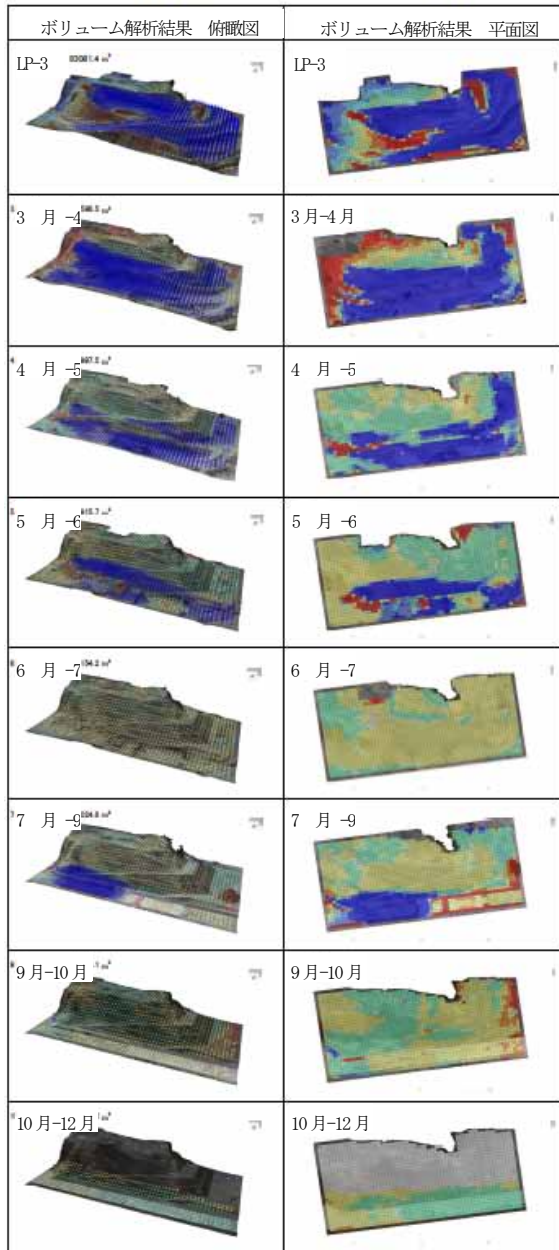 ボリューム解析結果　俯瞰図
ボリューム解析結果　平面図
LP-3
LP-3
3 月 -4
3月-4月
4 月 -5
4 月 -5
5 月 -6
5 月 -6
6 月 -7
6 月 -7
7 月 -9
7 月 -9
9月-10月
9月-10月
10月-12月
10月-12月